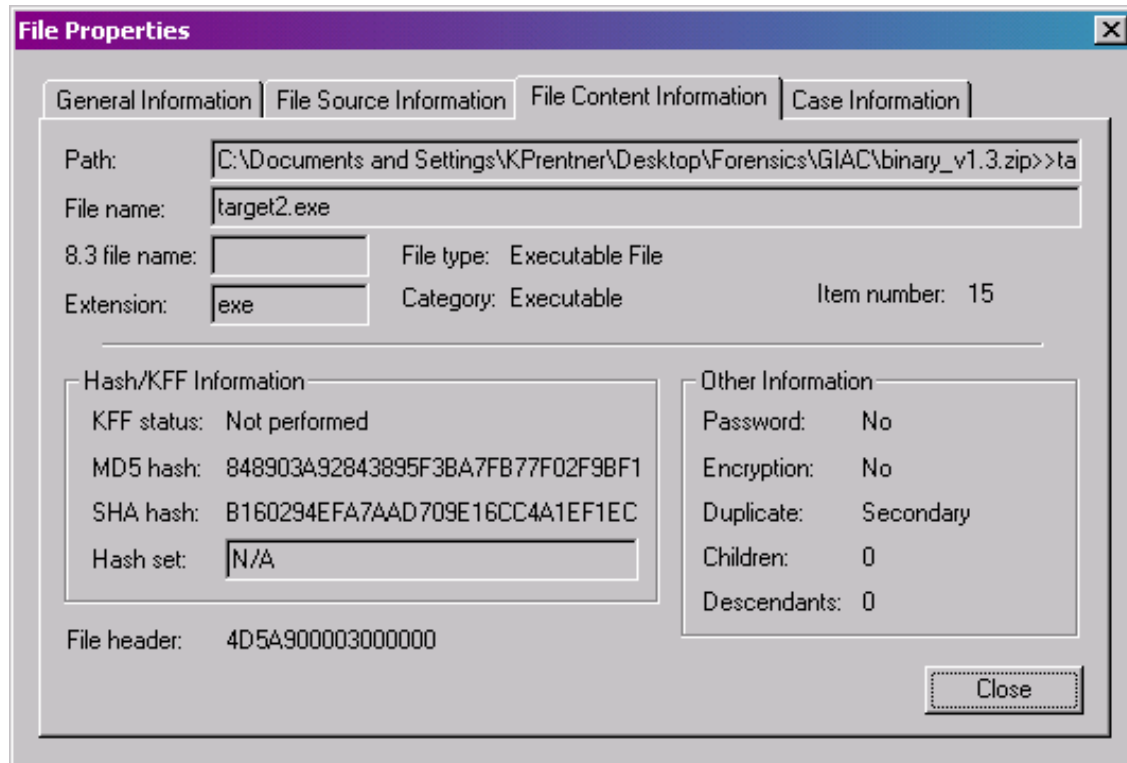 File Properties
General Information File Source Information File Content Information Case Information
Path: C:\Documents and Settings\KPrentner\Desktop\Forensics\GIAC\binary_v1.3.zip>>ta
File name: target2.exe
8.3 file name: File type: Executable File
Extension: exe Category: Executable Item number: 15
Hash/KFF Information
KFF status: Not performed
MD5 hash: 848903A92843895F3BA7FB77F02F9BF1
SHA hash: B160294EFA7AAD709E16CC4A1EF1EC
Hash set: N/A
Other Information
Password: No
Encryption: No
Duplicate: Secondary
Children: 0
Descendants: 0
File header: 4D5A900003000000
Close